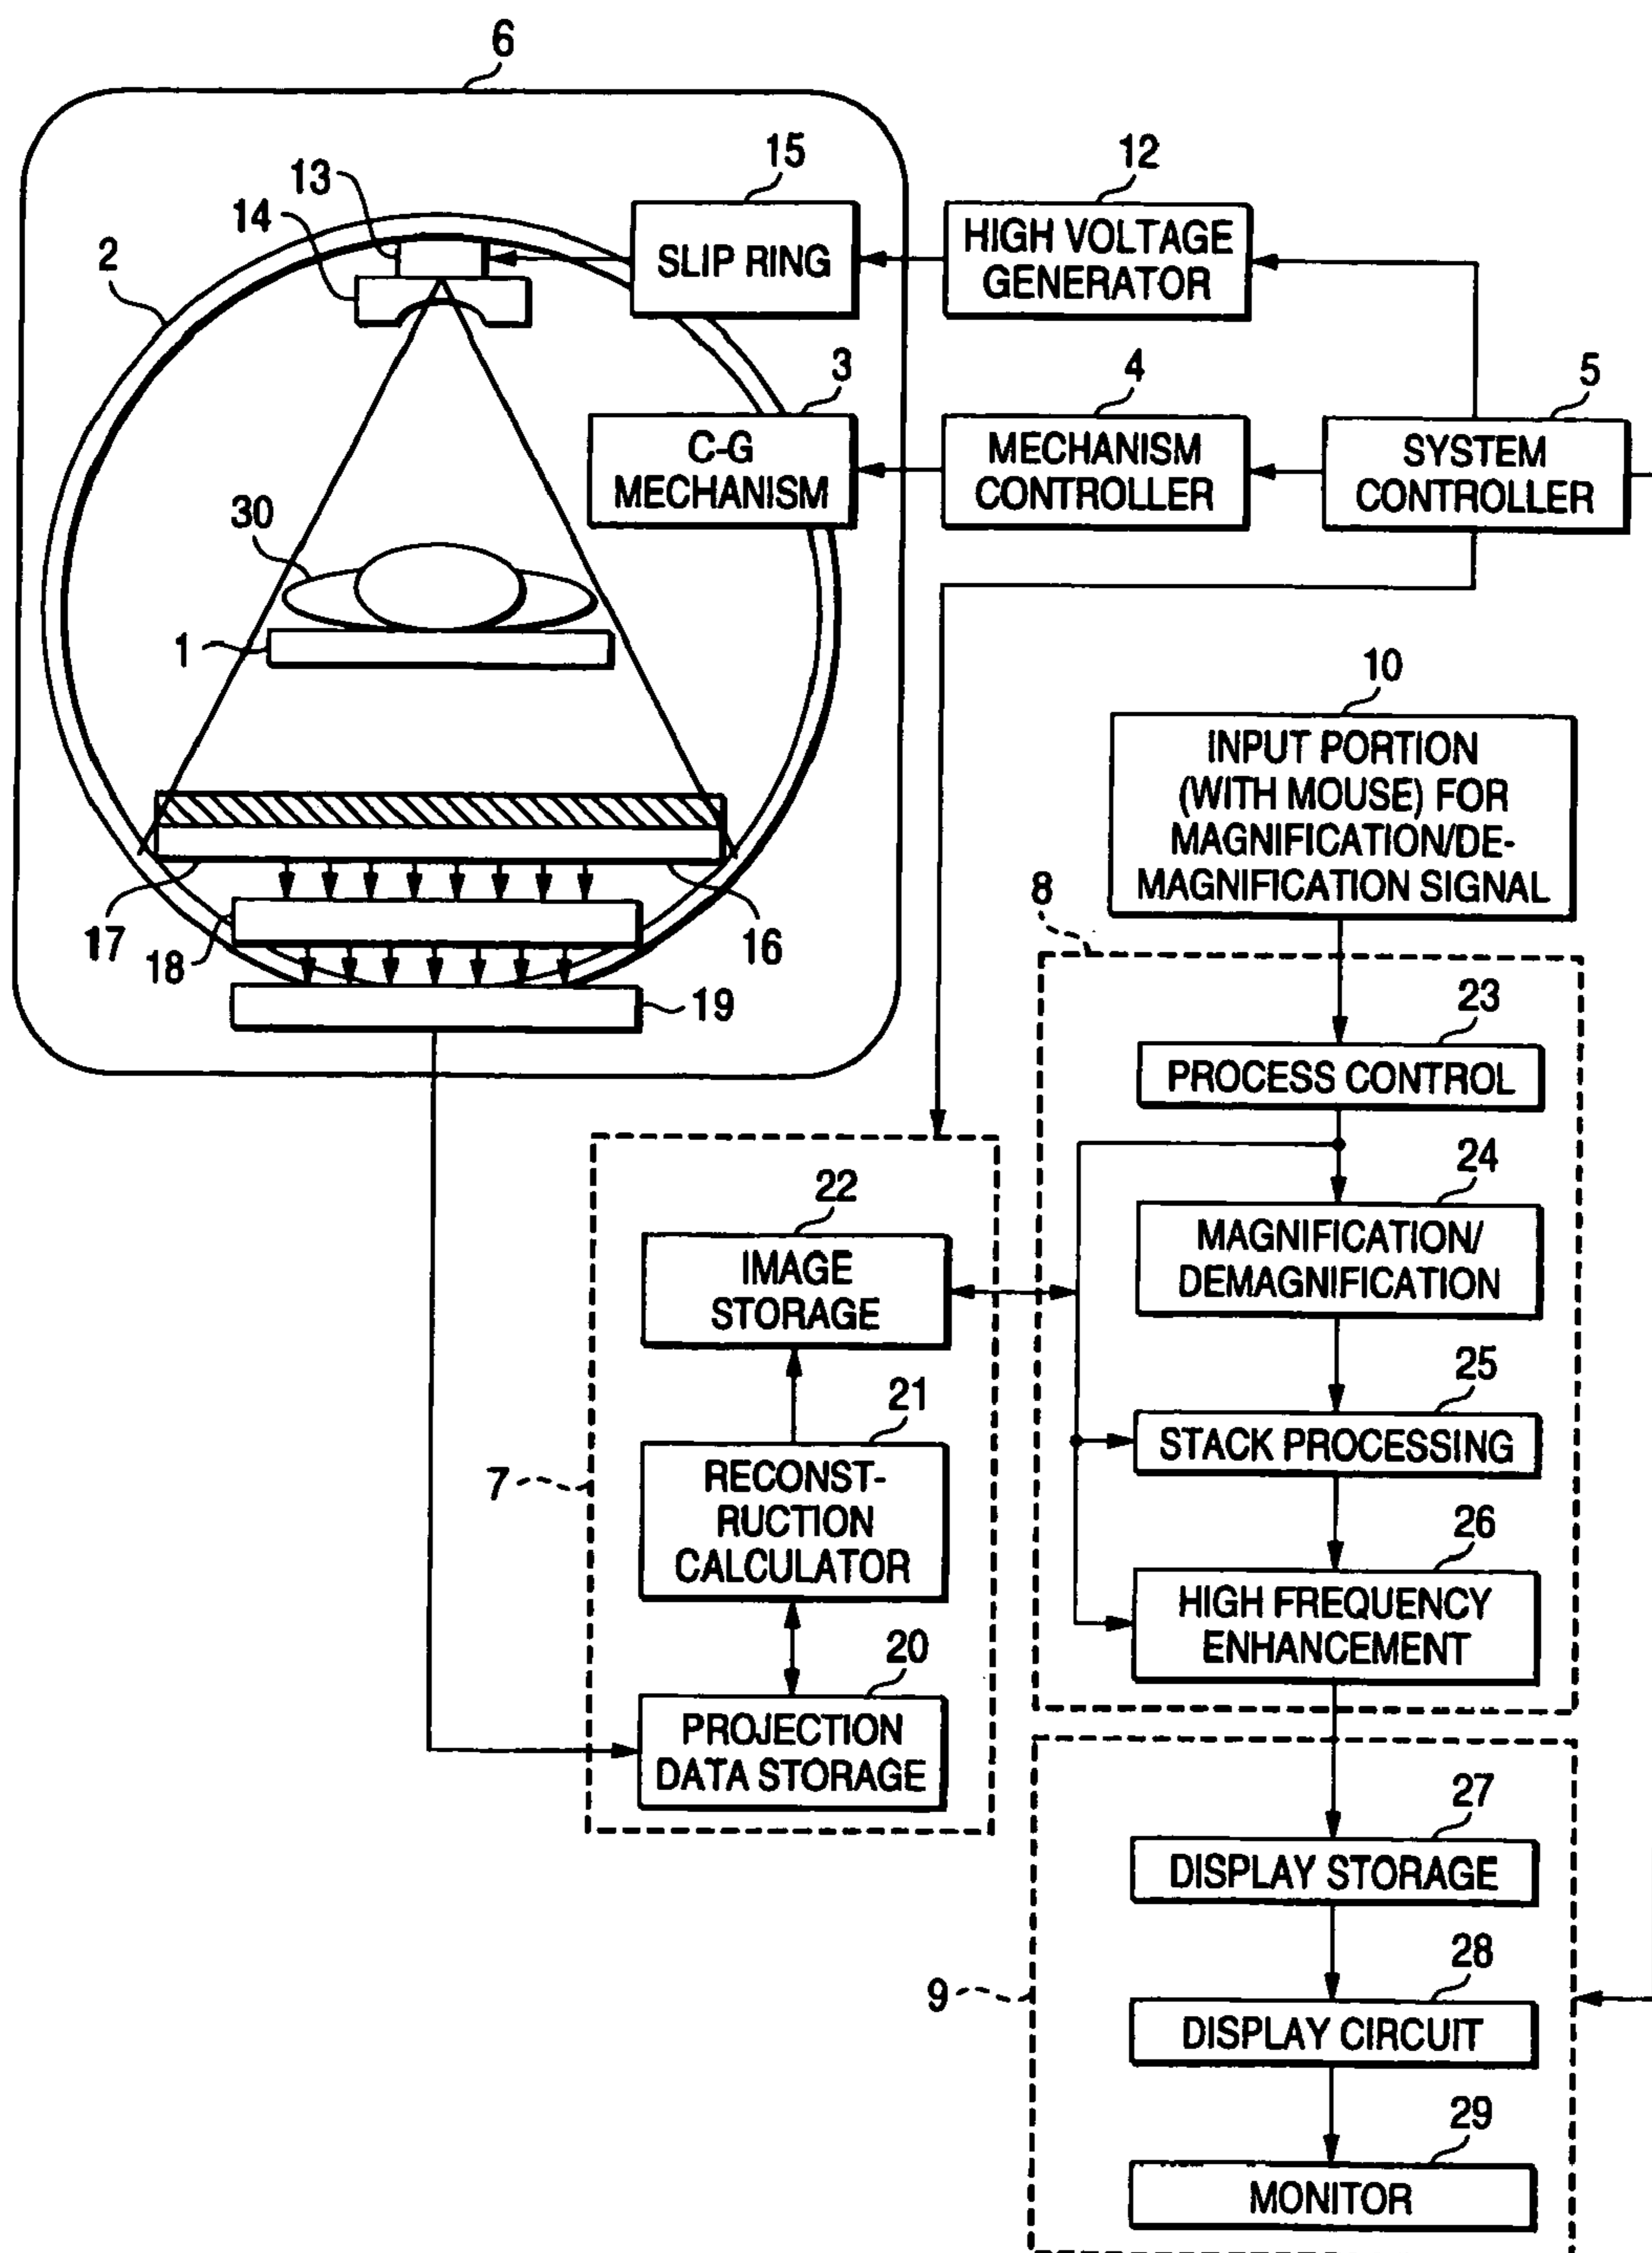 6
15
12
13
14
2
SLIP RING
HIGH VOLTAGE
GENERATOR
3
4
5
C-G
MECHANISM
MECHANISM
CONTROLLER
SYSTEM
CONTROLLER
30
1
10
INPUT PORTION
(WITH MOUSE) FOR
MAGNIFICATION/DE-
MAGNIFICATION SIGNAL
8
17
18
16
19
23
PROCESS CONTROL
24
MAGNIFICATION/
DEMAGNIFICATION
22
IMAGE
STORAGE
25
STACK PROCESSING
21
7
RECONST-
RUCTION
CALCULATOR
26
HIGH FREQUENCY
ENHANCEMENT
20
PROJECTION
DATA STORAGE
27
DISPLAY STORAGE
28
9
DISPLAY CIRCUIT
29
MONITOR